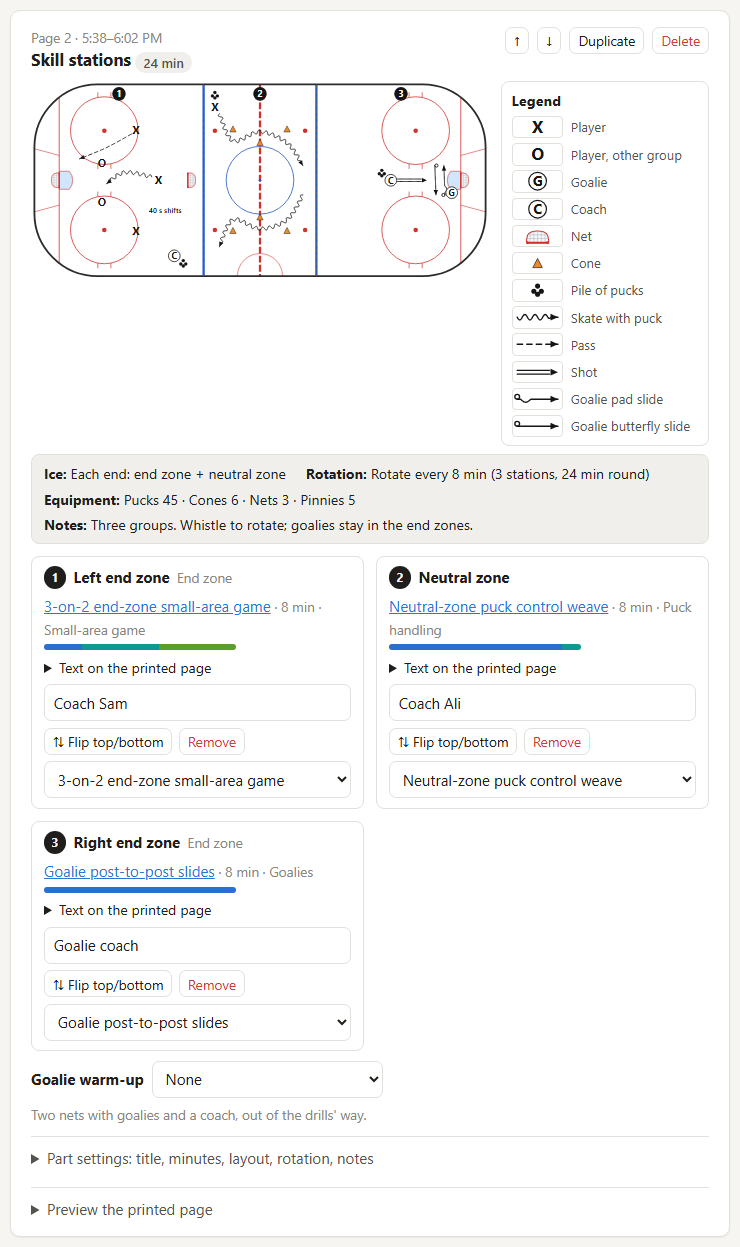 Page 2 · 5:38–6:02 PM
Skill stations 24 min
↑ ↓ Duplicate Delete
1 2 3
X
X
O
X
O
40 s shifts
X
C
C
G
Legend
X Player
O Player, other group
G Goalie
C Coach
Net
Cone
Pile of pucks
Skate with puck
Pass
Shot
Goalie pad slide
Goalie butterfly slide
Ice: Each end: end zone + neutral zone Rotation: Rotate every 8 min (3 stations, 24 min round)
Equipment: Pucks 45 · Cones 6 · Nets 3 · Pinnies 5
Notes: Three groups. Whistle to rotate; goalies stay in the end zones.
1 Left end zone End zone
3-on-2 end-zone small-area game · 8 min ·
Small-area game
Text on the printed page
Coach Sam
⇅ Flip top/bottom Remove
3-on-2 end-zone small-area game
2 Neutral zone
Neutral-zone puck control weave · 8 min · Puck
handling
Text on the printed page
Coach Ali
⇅ Flip top/bottom Remove
Neutral-zone puck control weave
3 Right end zone End zone
Goalie post-to-post slides · 8 min · Goalies
Text on the printed page
Goalie coach
⇅ Flip top/bottom Remove
Goalie post-to-post slides
Goalie warm-up None
Two nets with goalies and a coach, out of the drills' way.
Part settings: title, minutes, layout, rotation, notes
Preview the printed page